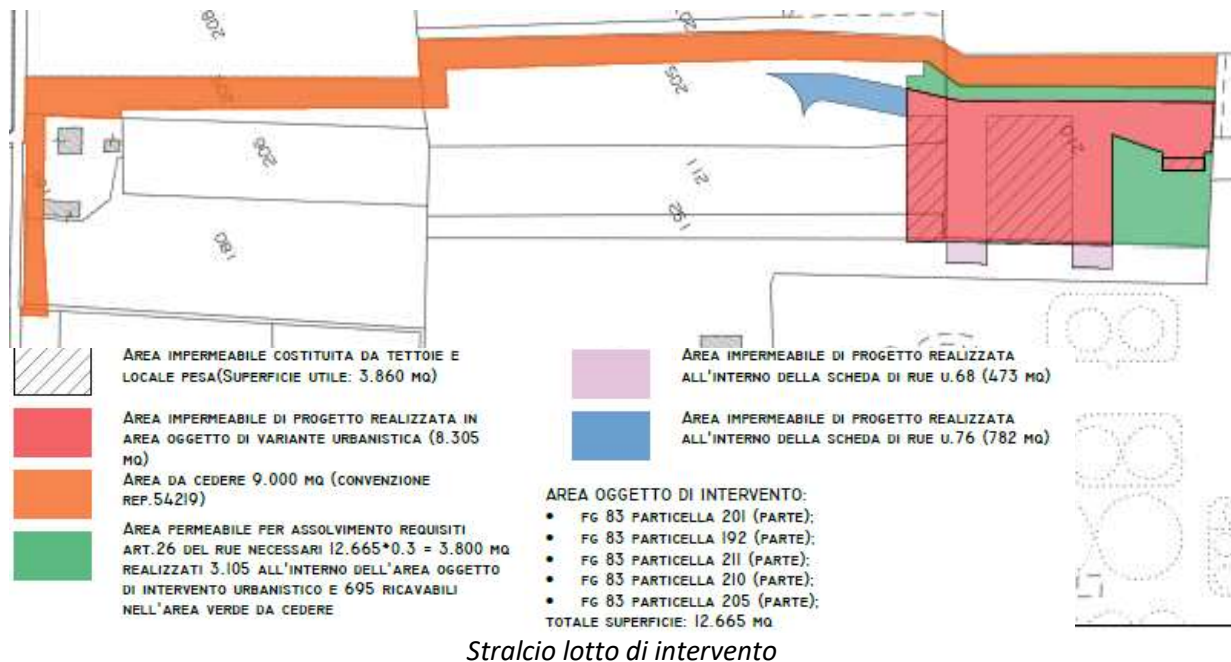 208
205
206
180
211
192
210
AREA IMPERMEABILE COSTITUITA DA TETTOIE E
LOCALE PESA(SUPERFICIE UTILE: 3.860 MQ)
AREA IMPERMEABILE DI PROGETTO REALIZZATA IN
AREA OGGETTO DI VARIANTE URBANISTICA (8.305
MQ)
AREA DA CEDERE 9.000 MQ (CONVENZIONE
REP.54219)
AREA PERMEABILE PER ASSOLVIMENTO REQUISITI
ART.26 DEL RUE NECESSARI 12.665*0.3 = 3.800 MQ
REALIZZATI 3.105 ALL'INTERNO DELL'AREA OGGETTO
DI INTERVENTO URBANISTICO E 695 RICAVABILI
NELL'AREA VERDE DA CEDERE
AREA IMPERMEABILE DI PROGETTO REALIZZATA
ALL'INTERNO DELLA SCHEDA DI RUE U.68 (473 MQ)
AREA IMPERMEABILE DI PROGETTO REALIZZATA
ALL'INTERNO DELLA SCHEDA DI RUE U.76 (782 MQ)
AREA OGGETTO DI INTERVENTO:
• FG 83 PARTICELLA 201 (PARTE);
• FG 83 PARTICELLA 192 (PARTE);
• FG 83 PARTICELLA 211 (PARTE);
• FG 83 PARTICELLA 210 (PARTE);
• FG 83 PARTICELLA 205 (PARTE);
TOTALE SUPERFICIE: 12.665 MQ
Stralcio lotto di intervento